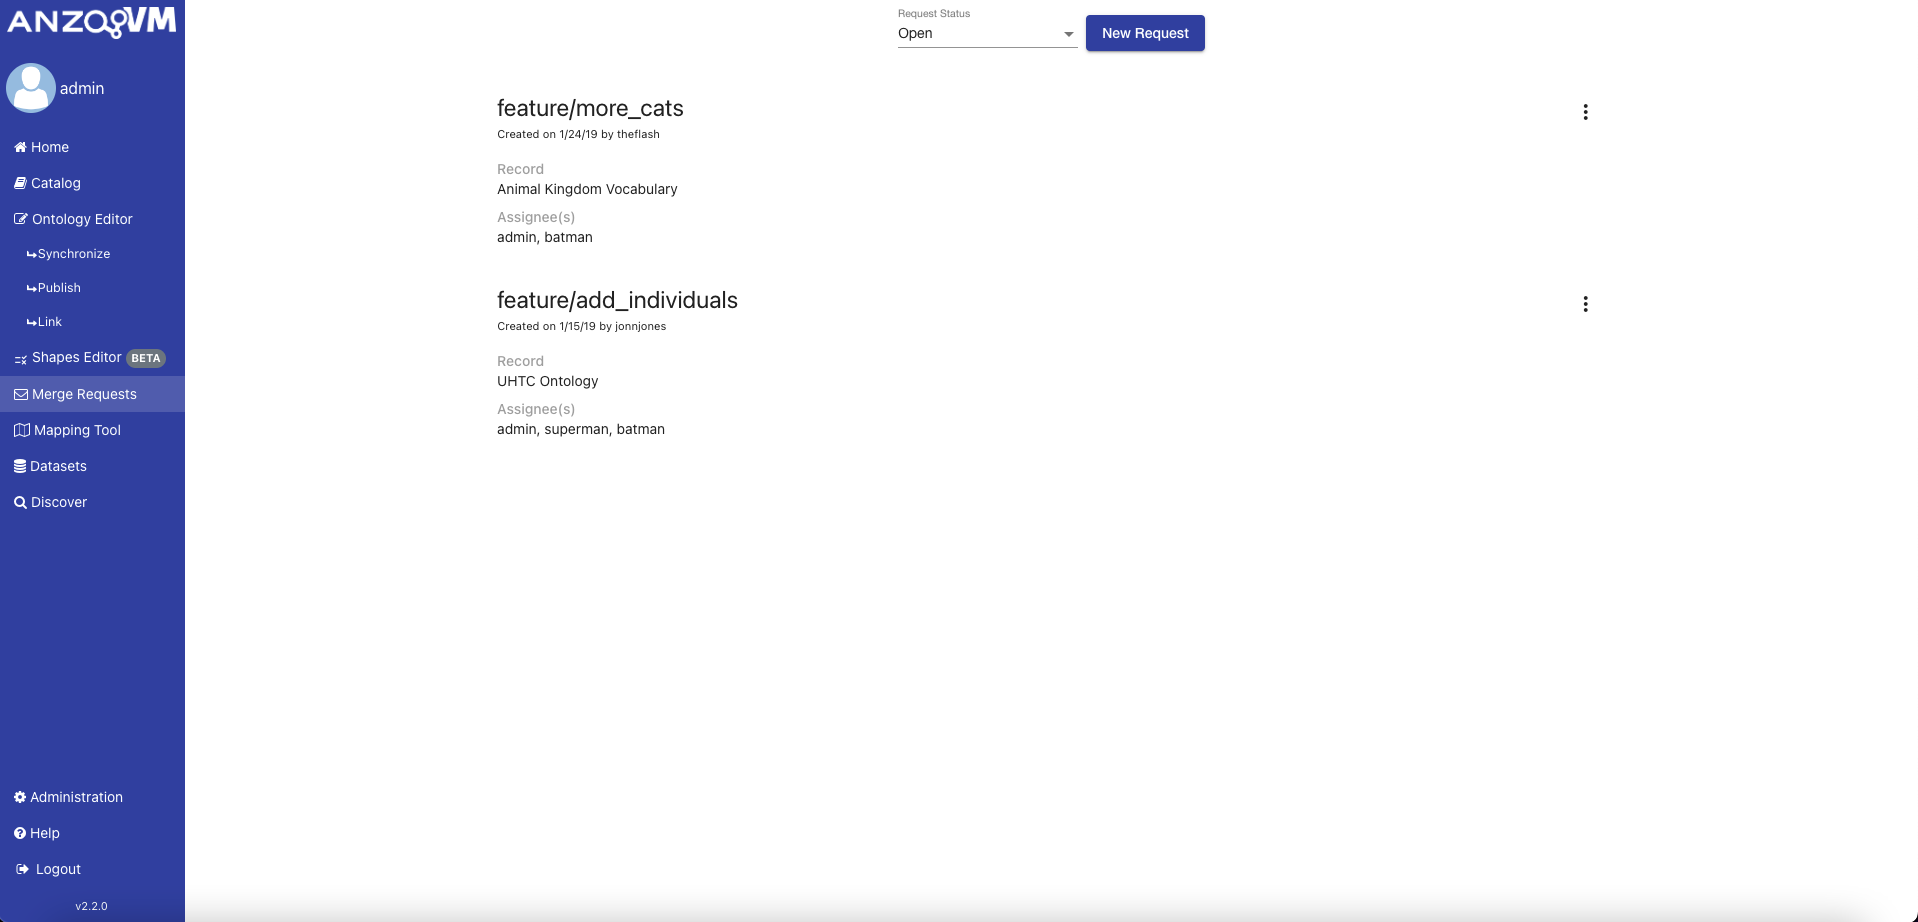 ANZOVM
admin
Home
Catalog
Ontology Editor
Synchronize
Publish
Link
Shapes Editor BETA
Merge Requests
Mapping Tool
Datasets
Discover
Administration
Help
Logout
v2.2.0
Request Status
Open
New Request
feature/more_cats
Created on 1/24/19 by theflash
Record
Animal Kingdom Vocabulary
Assignee(s)
admin, batman
feature/add_individuals
Created on 1/15/19 by jonnjones
Record
UHTC Ontology
Assignee(s)
admin, superman, batman